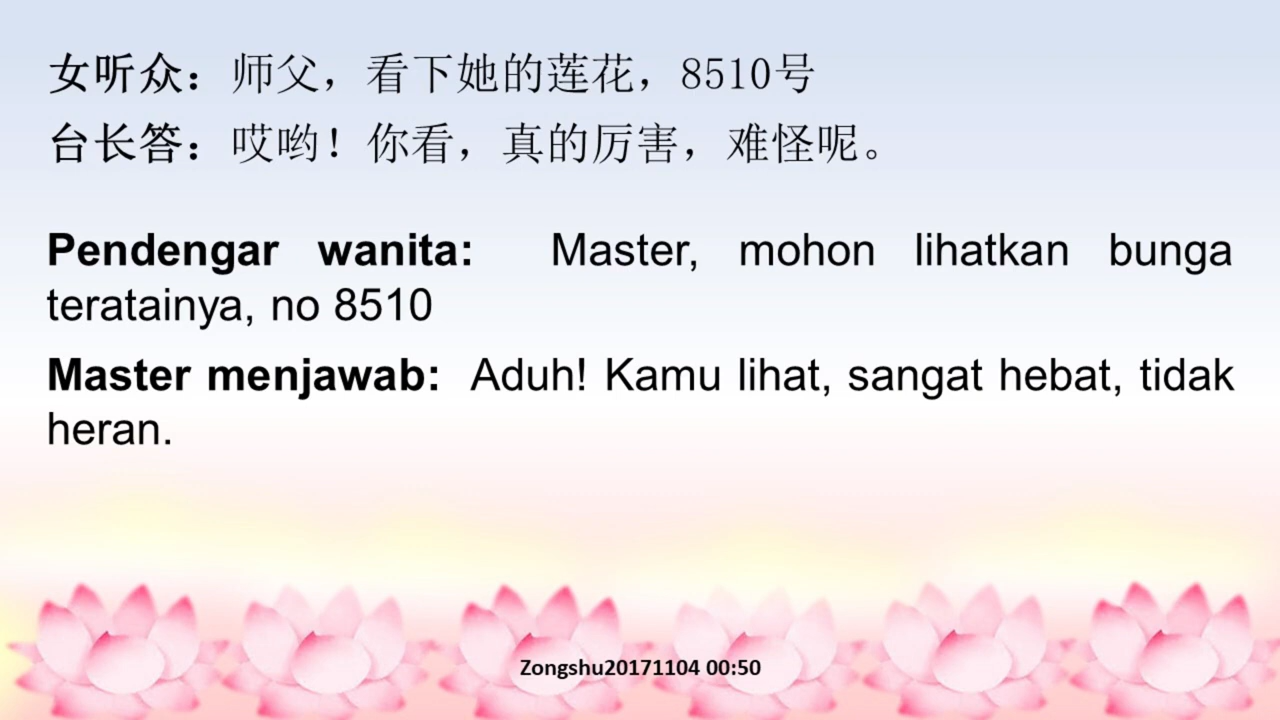 女听众：师父，看下她的莲花，8510号
台长答：哎哟！你看，真的厉害，难怪呢。
Pendengar wanita: Master, mohon lihatkan bunga
teratainya, no 8510
Master menjawab: Aduh! Kamu lihat, sangat hebat, tidak
heran.
Zongshu20171104 00:50